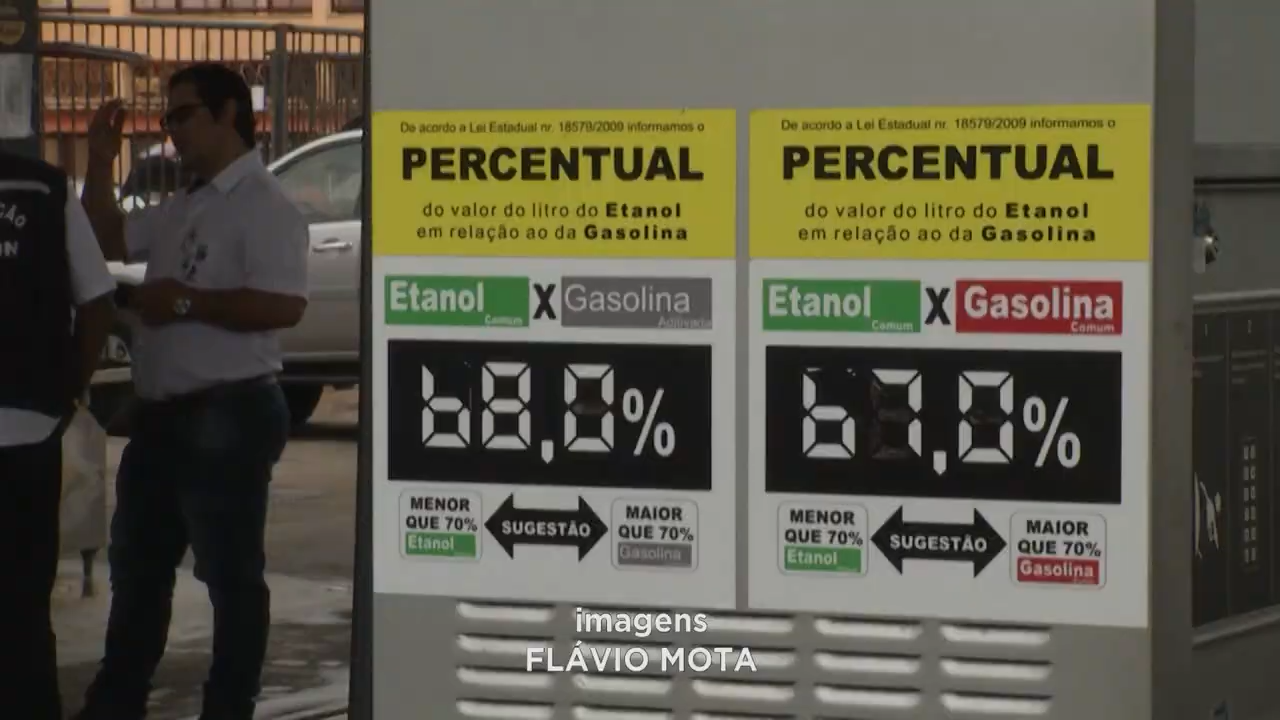 De acordo a Lei Estadual nr. 18579/2009 informamos o
PERCENTUAL
do valor do litro do Etanol
em relação ao da Gasolina
Etanol Comum X Gasolina Aditivada
68,0%
MENOR QUE 70% Etanol
SUGESTÃO
MAIOR QUE 70% Gasolina
De acordo a Lei Estadual nr. 18579/2009 informamos o
PERCENTUAL
do valor do litro do Etanol
em relação ao da Gasolina
Etanol Comum X Gasolina Comum
67,0%
MENOR QUE 70% Etanol
SUGESTÃO
MAIOR QUE 70% Gasolina
imagens
FLÁVIO MOTA